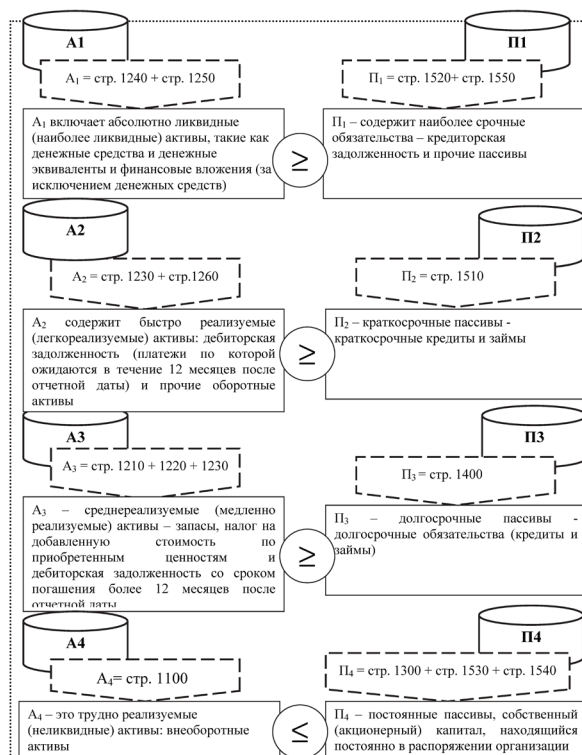 А1
П1
А₁ = стр. 1240 + стр. 1250
П₁ = стр. 1520+ стр. 1550
А₁ включает абсолютно ликвидные
(наиболее ликвидные) активы, такие как
денежные средства и денежные
эквиваленты и финансовые вложения (за
исключением денежных средств)
≥
П₁ – содержит наиболее срочные
обязательства – кредиторская
задолженность и прочие пассивы
А2
П2
А₂ = стр. 1230 + стр.1260
П₂ = стр. 1510
А₂ содержит быстро реализуемые
(легкореализуемые) активы: дебиторская
задолженность (платежи по которой
ожидаются в течение 12 месяцев после
отчетной даты) и прочие оборотные
активы
≥
П₂ – краткосрочные пассивы -
краткосрочные кредиты и займы
А3
П3
А₃ = стр. 1210 + 1220 + 1230
П₃ = стр. 1400
А₃ – среднереализуемые (медленно
реализуемые) активы – запасы, налог на
добавленную стоимость по
приобретенным ценностям и
дебиторская задолженность со сроком
погашения более 12 месяцев после
отчетной даты
≥
П₃ – долгосрочные пассивы -
долгосрочные обязательства (кредиты и
займы)
А4
П4
А₄= стр. 1100
П₄ = стр. 1300 + стр. 1530 + стр. 1540
А₄ – это трудно реализуемые
(неликвидные) активы: внеоборотные
активы
≤
П₄ – постоянные пассивы, собственный
(акционерный) капитал, находящийся
постоянно в распоряжении организации